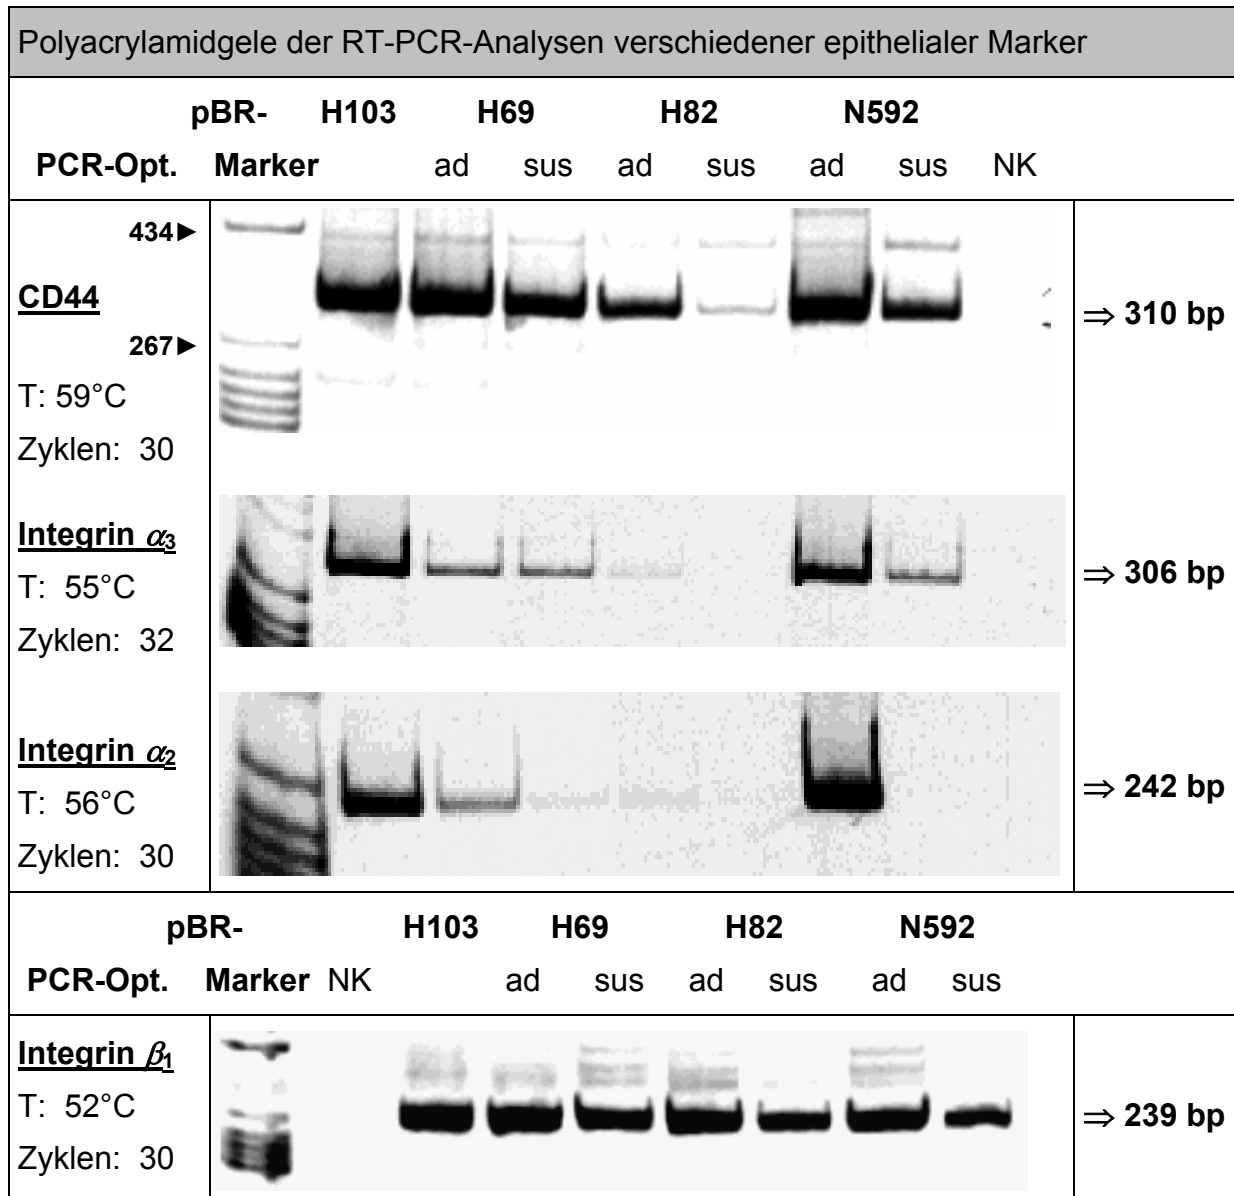 Polyacrylamidgele der RT-PCR-Analysen verschiedener epithelialer Marker
pBR- H103 H69 H82 N592
PCR-Opt. Marker ad sus ad sus ad sus NK
434►
CD44
⇒ 310 bp
267►
T: 59°C
Zyklen: 30
Integrin α3
T: 55°C
⇒ 306 bp
Zyklen: 32
Integrin α2
T: 56°C
⇒ 242 bp
Zyklen: 30
pBR- H103 H69 H82 N592
PCR-Opt. Marker NK ad sus ad sus ad sus
Integrin β1
T: 52°C
⇒ 239 bp
Zyklen: 30